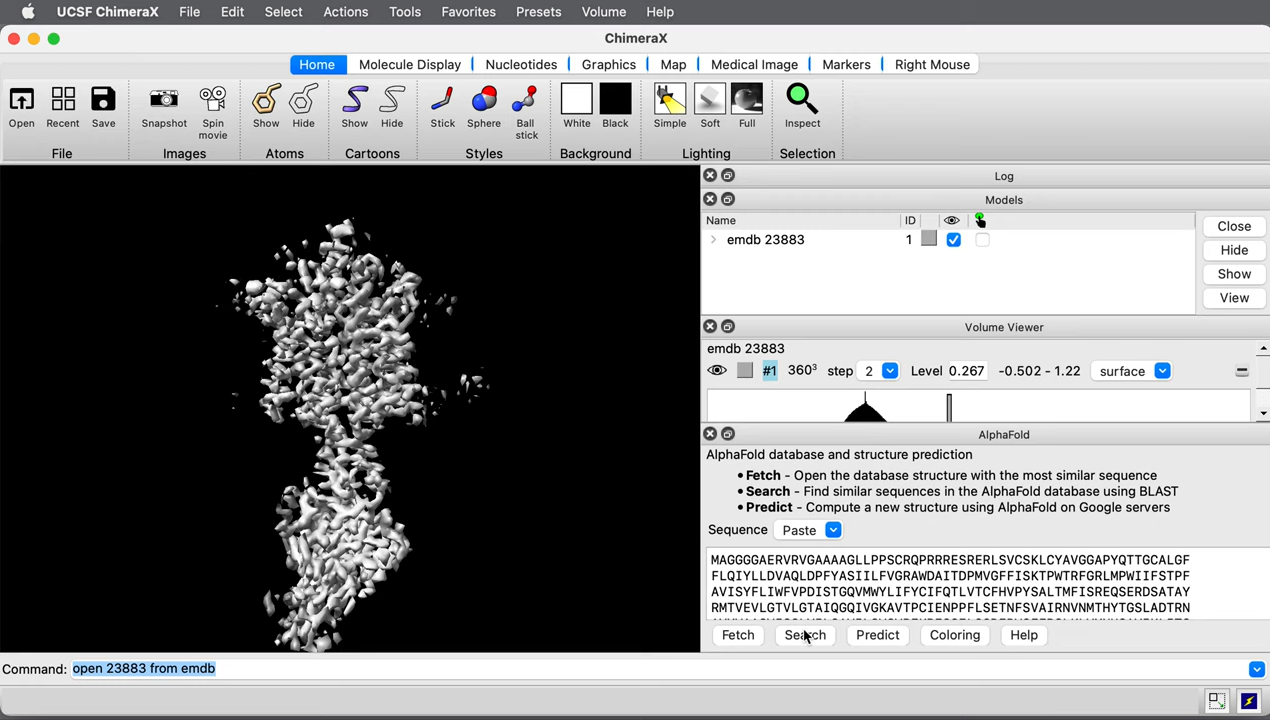 UCSF ChimeraX File Edit Select Actions Tools Favorites Presets Volume Help
ChimeraX
Home Molecule Display Nucleotides Graphics Map Medical Image Markers Right Mouse
Open Recent Save Snapshot Spin movie Show Hide Show Hide Stick Sphere Ball stick White Black Simple Soft Full Inspect
File Images Atoms Cartoons Styles Background Lighting Selection
Log
Models
Name ID
emdb 23883 1
Close
Hide
Show
View
Volume Viewer
emdb 23883
#1 360³ step 2 Level 0.267 -0.502 - 1.22 surface
AlphaFold
AlphaFold database and structure prediction
• Fetch - Open the database structure with the most similar sequence
• Search - Find similar sequences in the AlphaFold database using BLAST
• Predict - Compute a new structure using AlphaFold on Google servers
Sequence Paste
MAGGGGAERVRVGAAAAGLLPPSCRQPRRRESRERLSVCSKLCYAVGGAPYQTTGCALGF
FLQIYLLDVAQLDPFYASIILFVGRAWDAITDPMVGFFISKTPWTRFGRLMPWIIFSTPF
AVISYFLIWFVPDISTGQVMWYLIFYCIFQTLVTCFHVPYSALTMFISREQSERDSATAY
RMTVEVLGTVLGTAIQGQIVGKAVTPCIENPPFLSETNFSVAIRNVNMTHYTGSLADTRN
Fetch Search Predict Coloring Help
Command: open 23883 from emdb